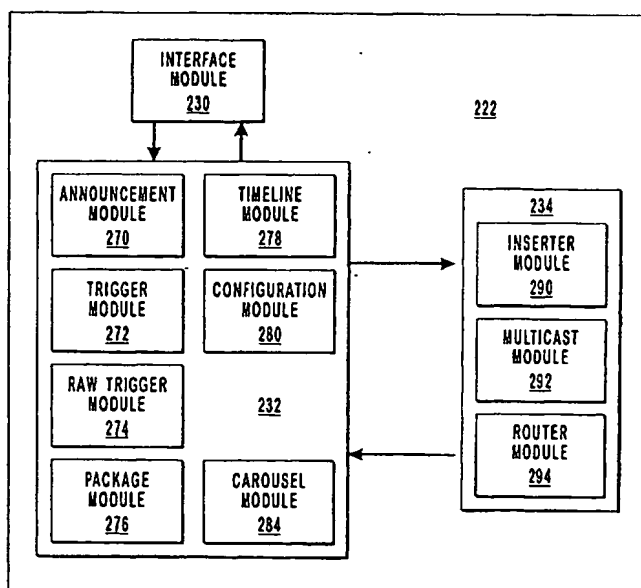 INTERFACE
MODULE
230
222
ANNOUNCEMENT
MODULE
270
TIMELINE
MODULE
278
TRIGGER
MODULE
272
CONFIGURATION
MODULE
280
RAW TRIGGER
MODULE
274
232
PACKAGE
MODULE
276
CAROUSEL
MODULE
284
234
INSERTER
MODULE
290
MULTICAST
MODULE
292
ROUTER
MODULE
294